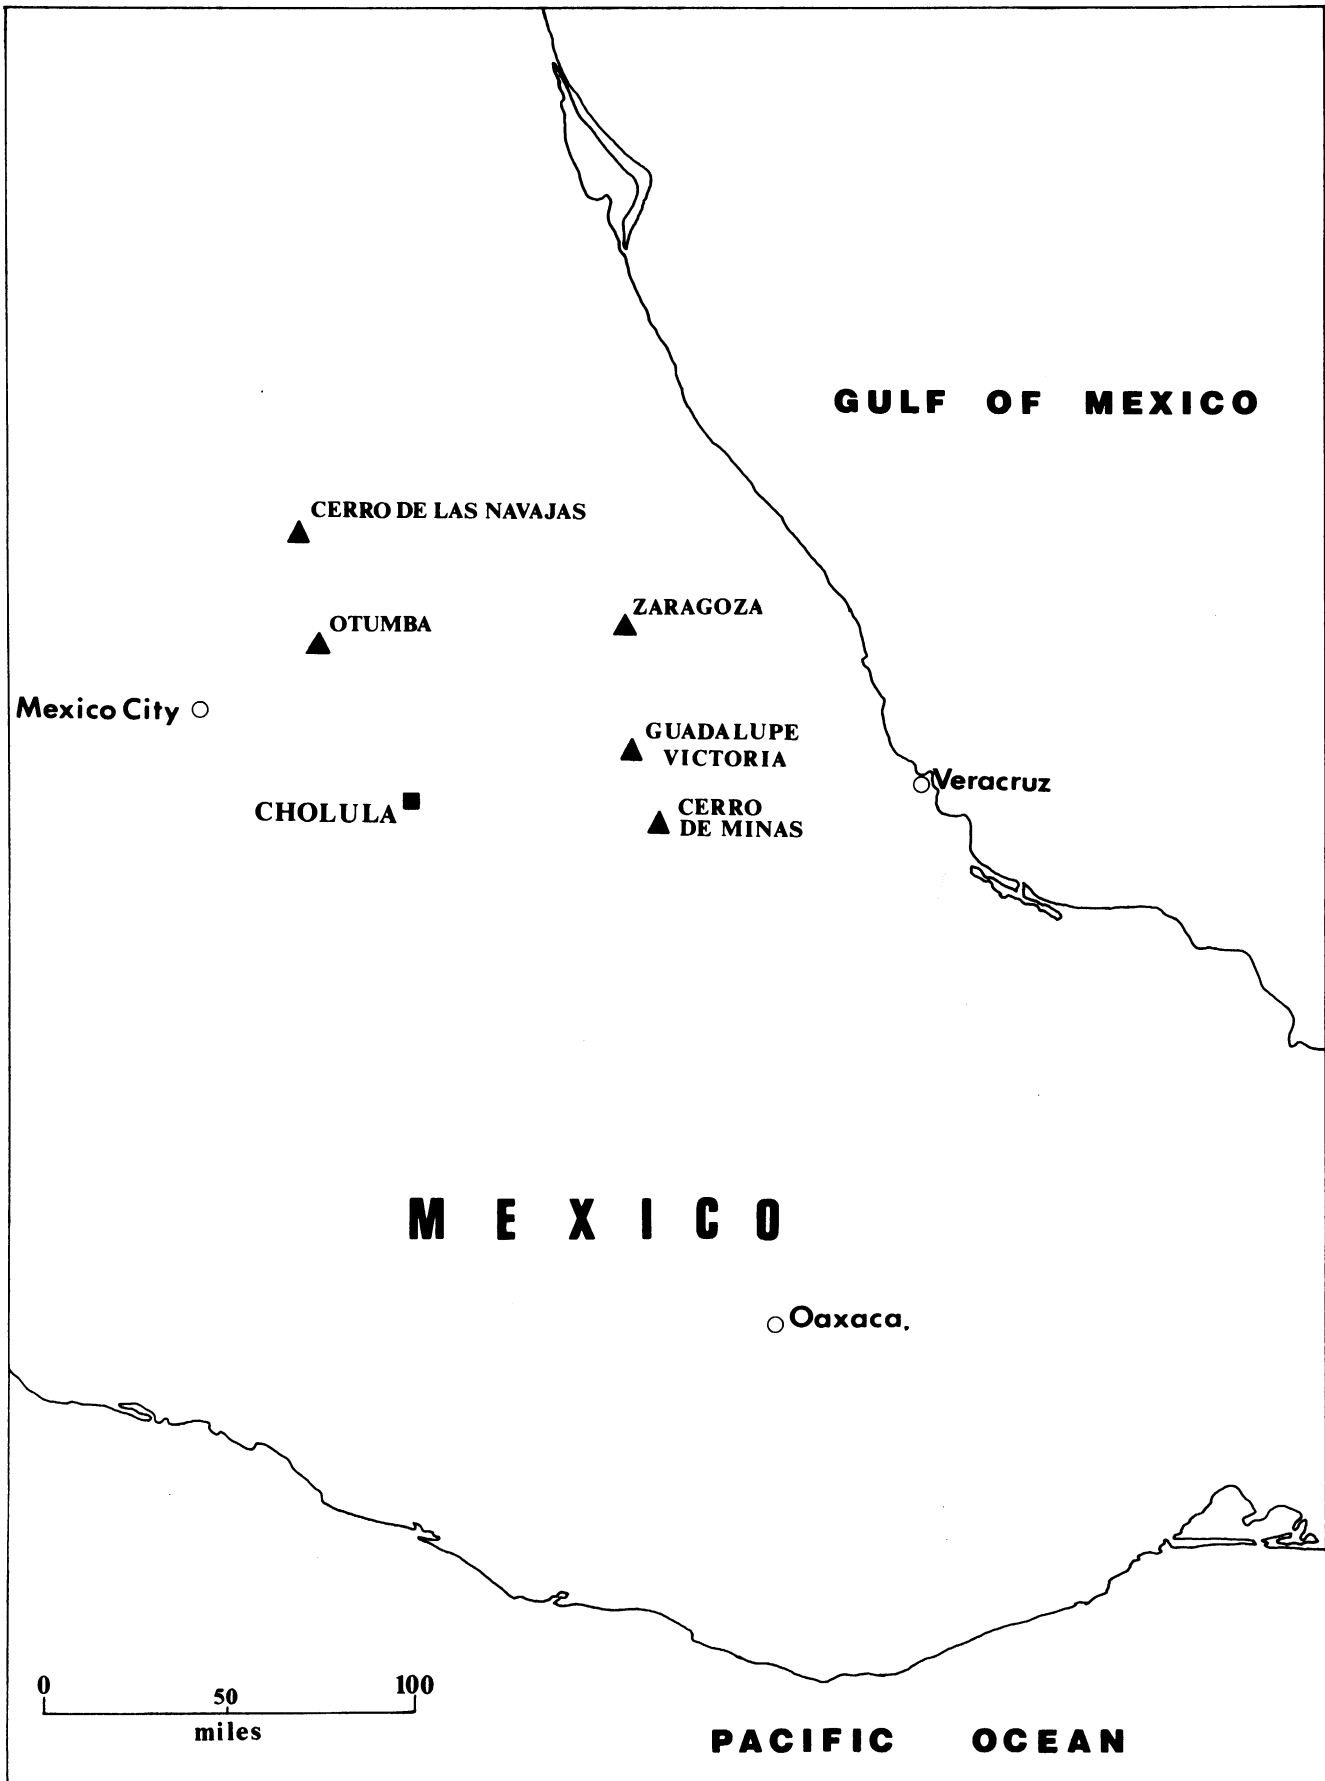 GULF OF MEXICO
CERRO DE LAS NAVAJAS
ZARAGOZA
OTUMBA
Mexico City
GUADALUPE
VICTORIA
Veracruz
CHOLULA
CERRO
DE MINAS
MEXICO
Oaxaca.
0 50 100
miles
PACIFIC OCEAN